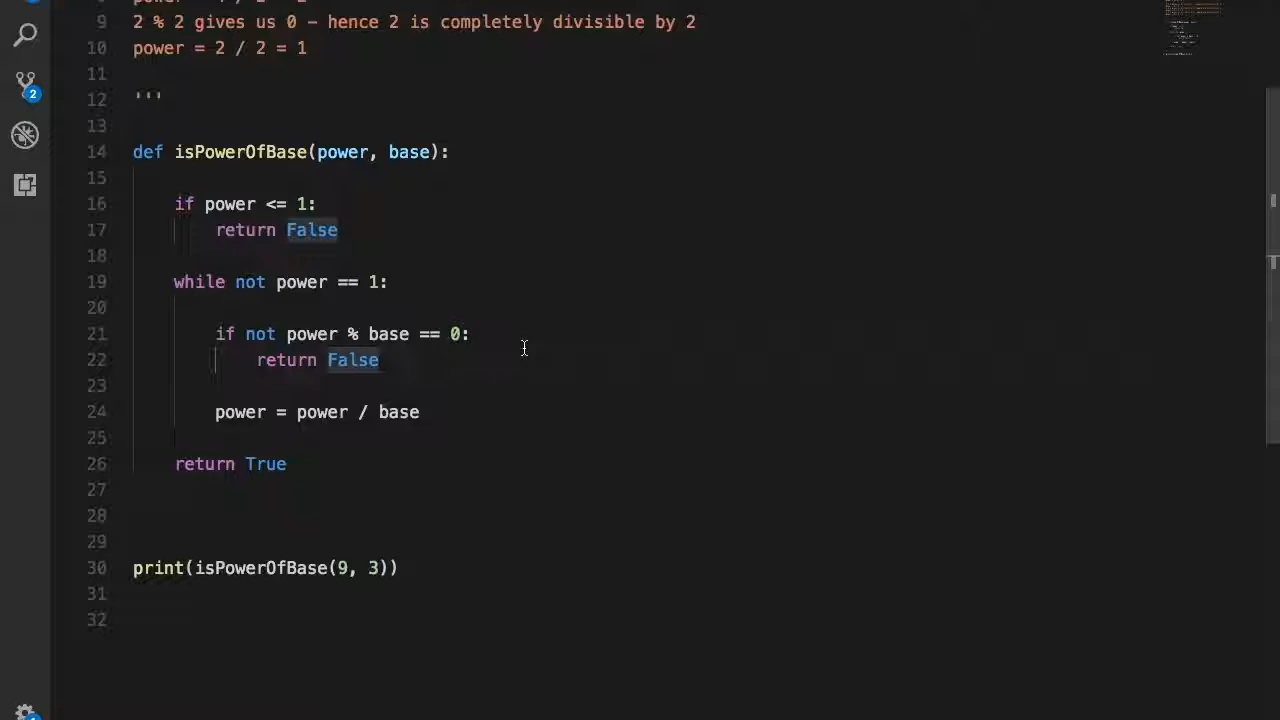 9 2 % 2 gives us 0 – hence 2 is completely divisible by 2
10 power = 2 / 2 = 1
11
12 '''
13
14 def isPowerOfBase(power, base):
15
16 if power <= 1:
17 return False
18
19 while not power == 1:
20
21 if not power % base == 0:
22 return False
23
24 power = power / base
25
26 return True
27
28
29
30 print(isPowerOfBase(9, 3))
31
32
2